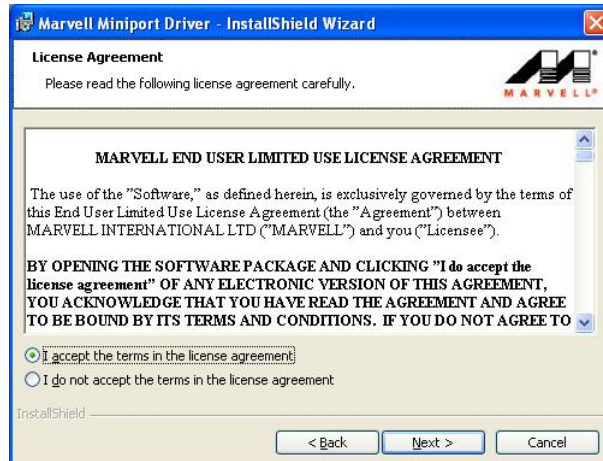 Marvell Miniport Driver - InstallShield Wizard
License Agreement
Please read the following license agreement carefully.
MARVELL®
MARVELL END USER LIMITED USE LICENSE AGREEMENT
The use of the "Software," as defined herein, is exclusively governed by the terms of
this End User Limited Use License Agreement (the "Agreement") between
MARVELL INTERNATIONAL LTD ("MARVELL") and you ("Licensee").
BY OPENING THE SOFTWARE PACKAGE AND CLICKING "I do accept the
license agreement" OF ANY ELECTRONIC VERSION OF THIS AGREEMENT,
YOU ACKNOWLEDGE THAT YOU HAVE READ THE AGREEMENT AND AGREE
TO BE BOUND BY ITS TERMS AND CONDITIONS. IF YOU DO NOT AGREE TO
I accept the terms in the license agreement
I do not accept the terms in the license agreement
InstallShield
< Back Next > Cancel